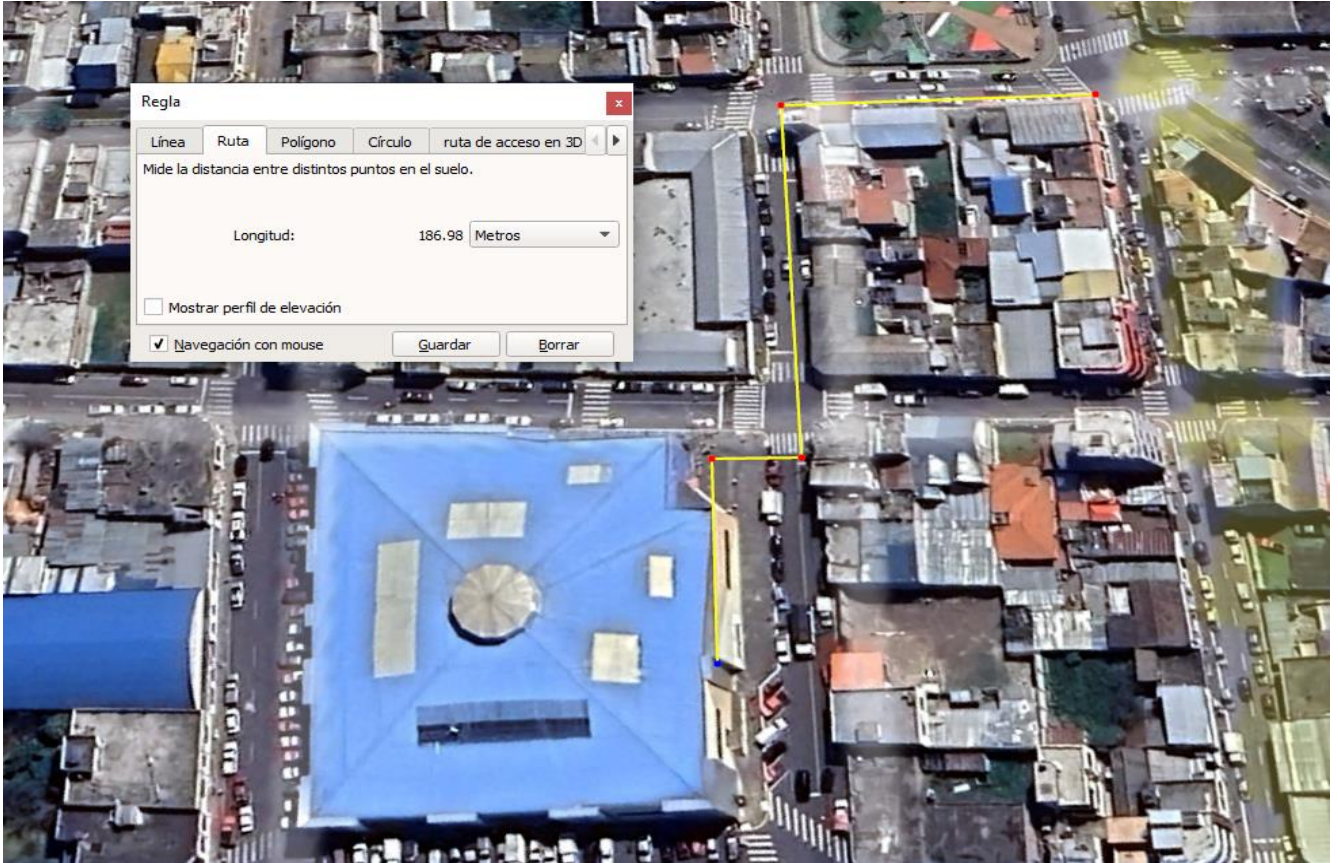 Regla
x
Línea Ruta Polígono Círculo ruta de acceso en 3D
Mide la distancia entre distintos puntos en el suelo.
Longitud: 186.98 Metros
Mostrar perfil de elevación
Navegación con mouse Guardar Borrar